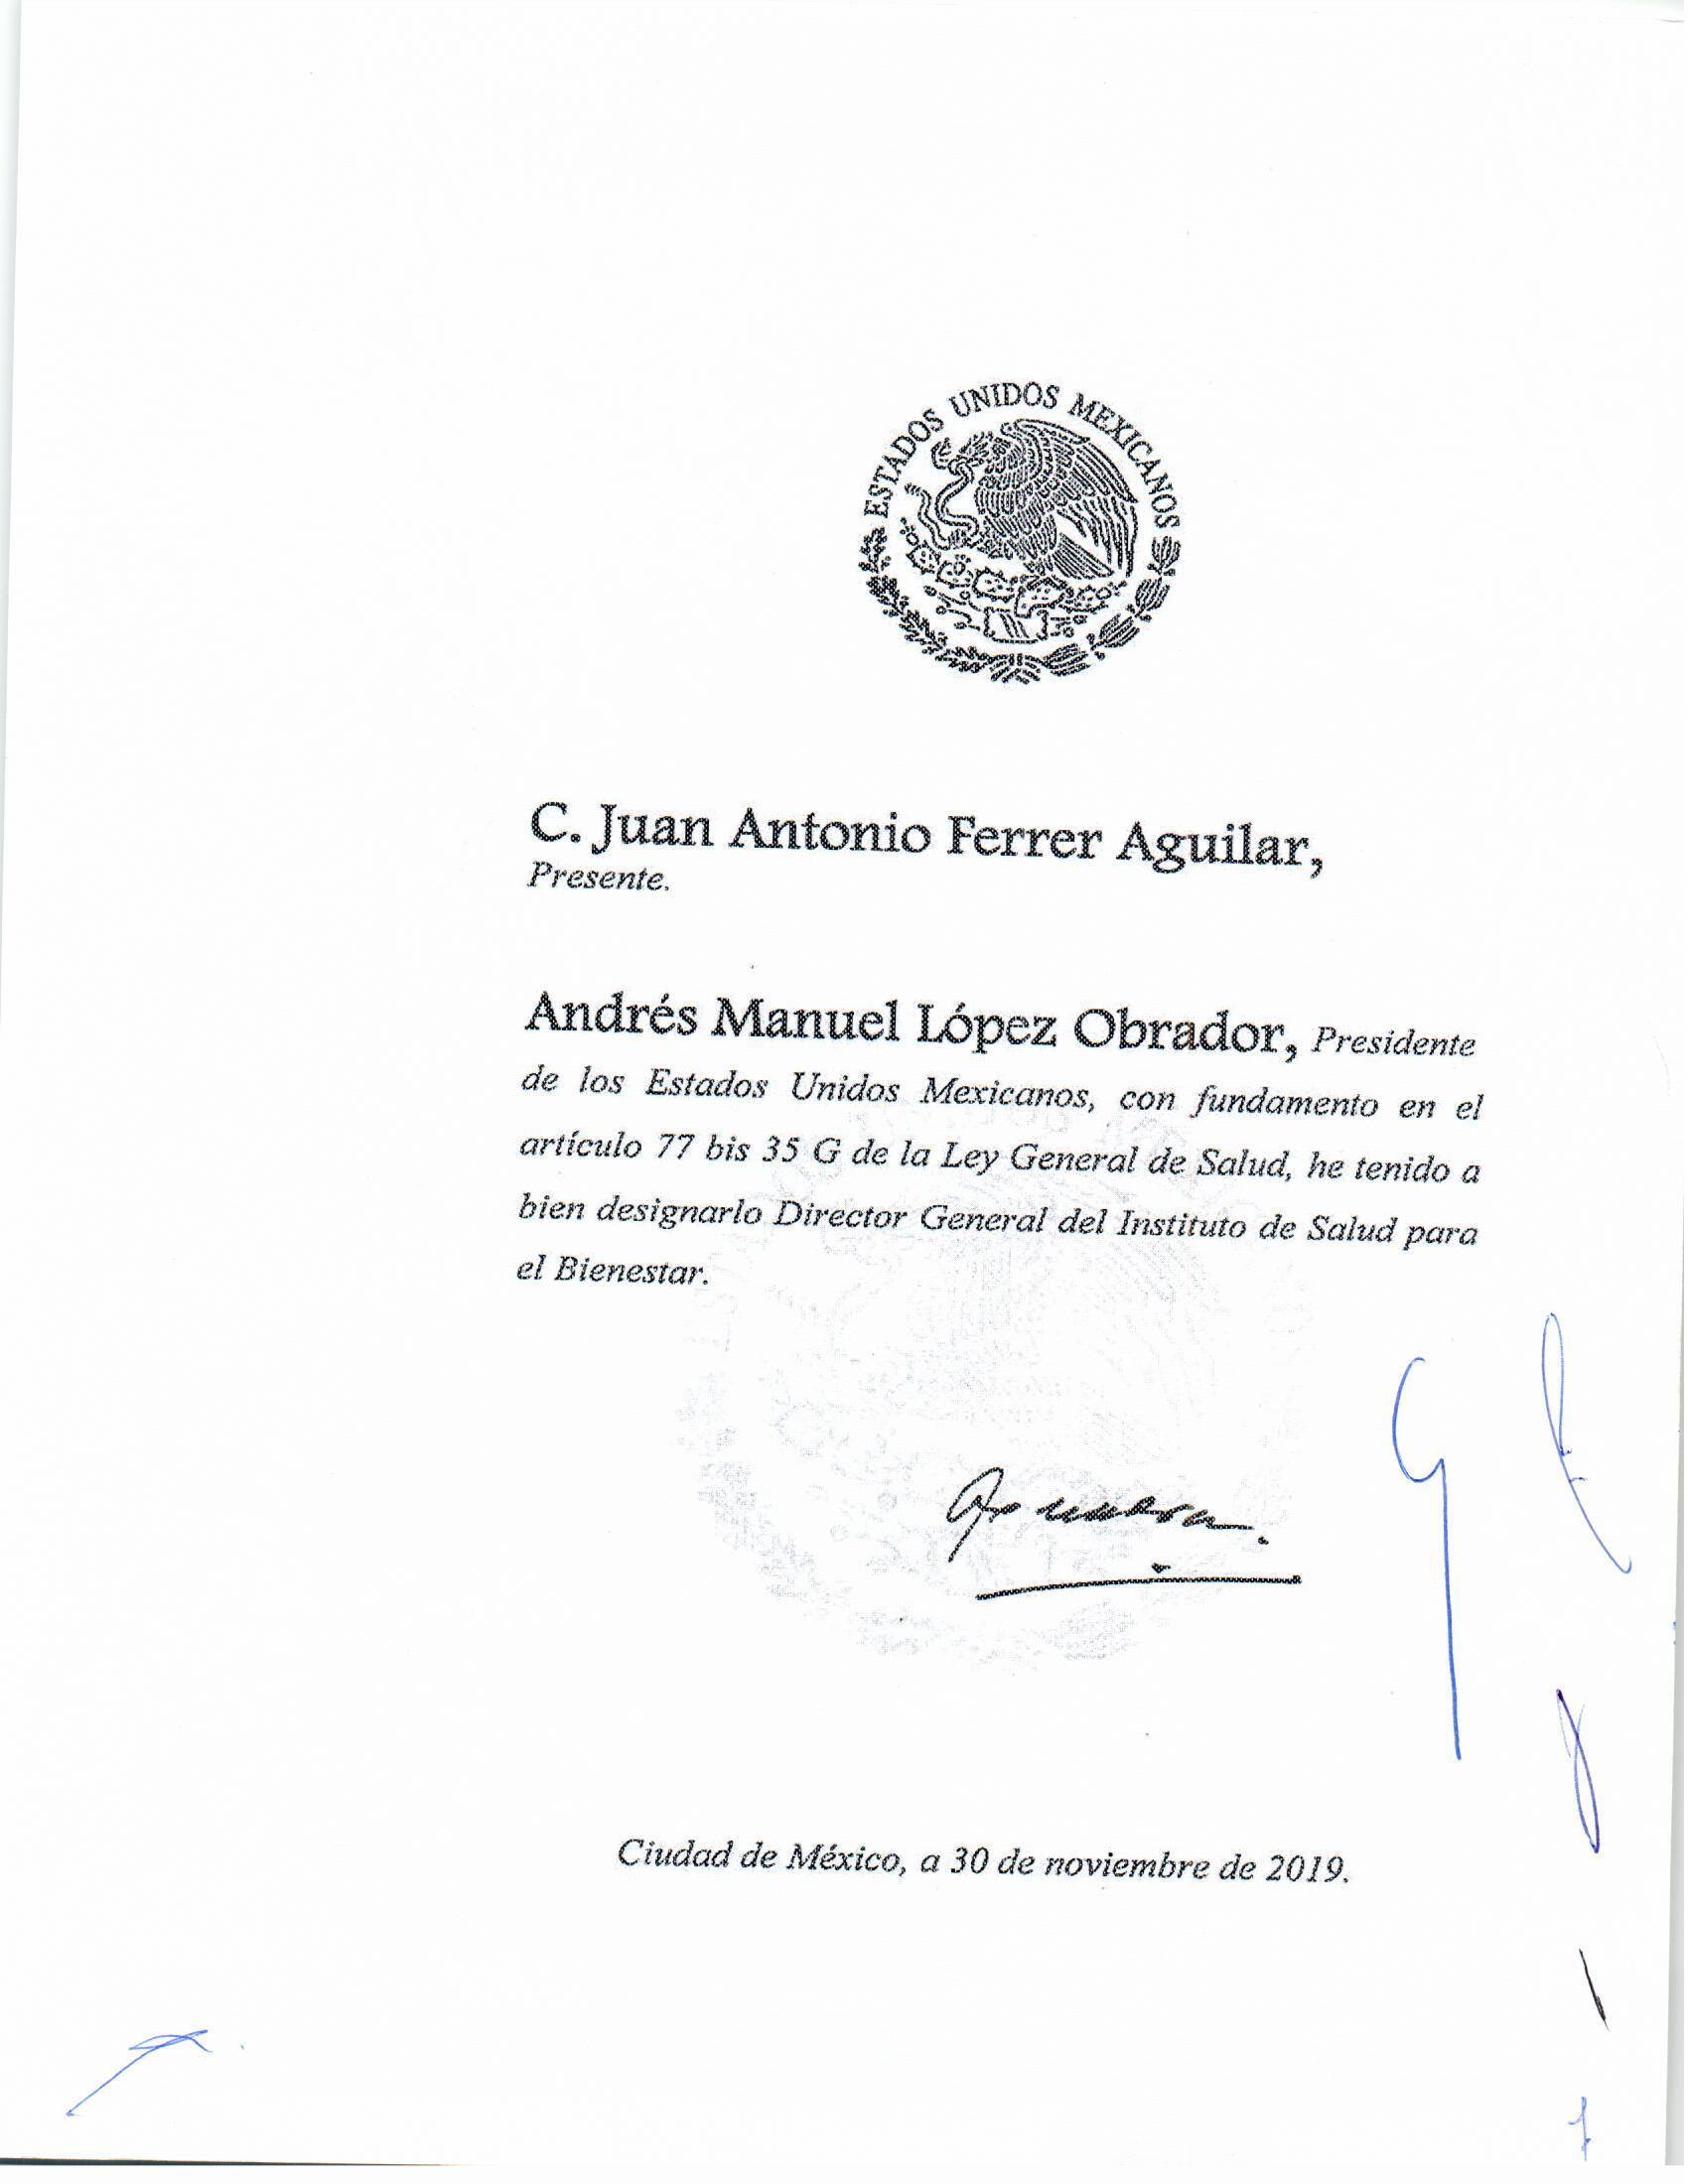 ESTADOS UNIDOS MEXICANOS
C. Juan Antonio Ferrer Aguilar,
Presente.
Andrés Manuel López Obrador, Presidente
de los Estados Unidos Mexicanos, con fundamento en el
artículo 77 bis 35 G de la Ley General de Salud, he tenido a
bien designarlo Director General del Instituto de Salud para
el Bienestar.
Ciudad de México, a 30 de noviembre de 2019.